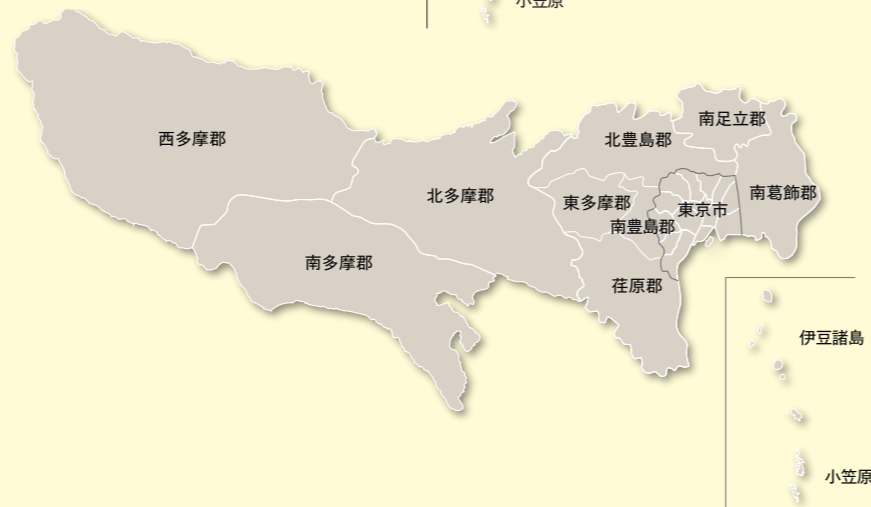 小笠原
南足立郡
西多摩郡
北豊島郡
北多摩郡
東多摩郡
南葛飾郡
東京市
南豊島郡
南多摩郡
荏原郡
伊豆諸島
小笠原